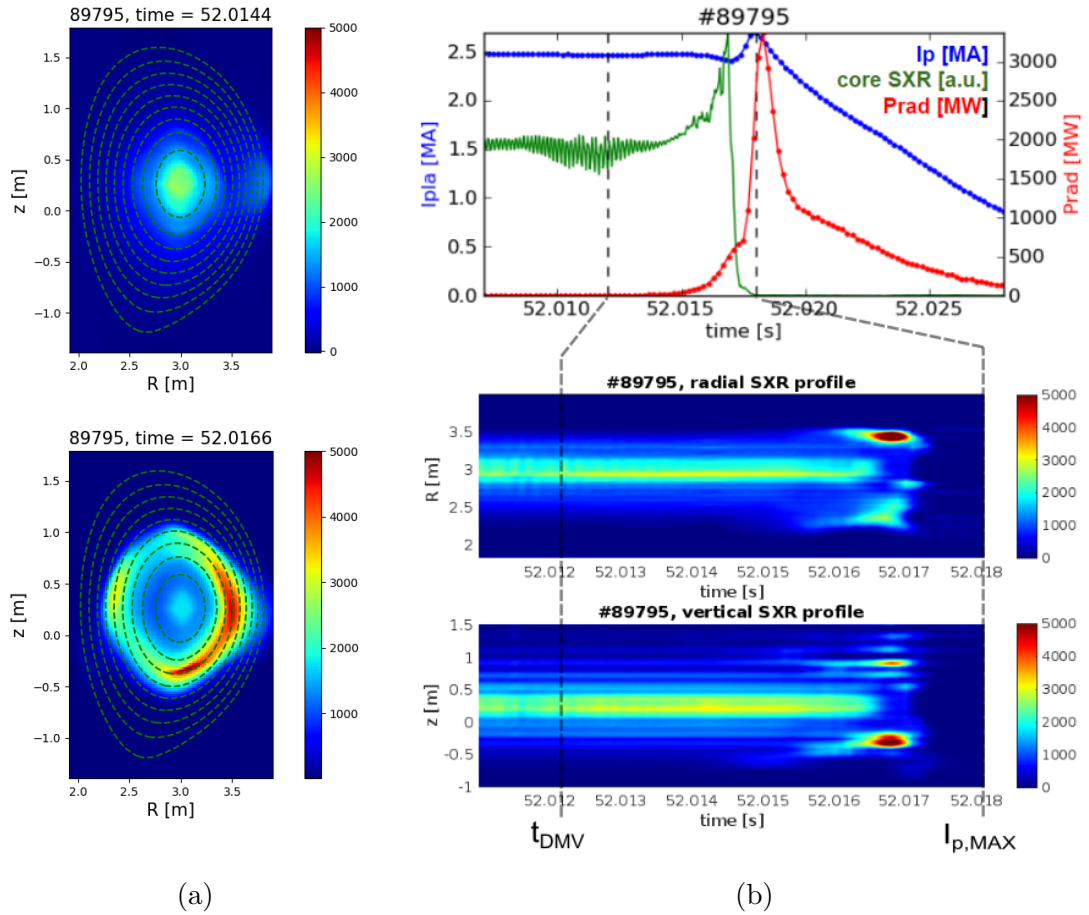 89795, time = 52.0144
1.5
1.0
0.5
0.0
−0.5
−1.0
z [m]
2.0 2.5 3.0 3.5
R [m]
5000
4000
3000
2000
1000
0
89795, time = 52.0166
1.5
1.0
0.5
0.0
−0.5
−1.0
z [m]
2.0 2.5 3.0 3.5
R [m]
5000
4000
3000
2000
1000
(a)
#89795
2.5
2.0
1.5
1.0
0.5
0.0
Ipla [MA]
Ip [MA]
core SXR [a.u.]
Prad [MW]
3000
2500
2000
1500
1000
500
0
Prad [MW]
52.010 52.015 52.020 52.025
time [s]
#89795, radial SXR profile
3.5
3
2.5
2
R [m]
52.012 52.013 52.014 52.015 52.016 52.017 52.018
time [s]
5000
4000
3000
2000
1000
0
#89795, vertical SXR profile
1.5
1
0.5
0
-0.5
-1
z [m]
52.012 52.013 52.014 52.015 52.016 52.017 52.018
time [s]
5000
4000
3000
2000
1000
0
tDMV
Ip,MAX
(b)